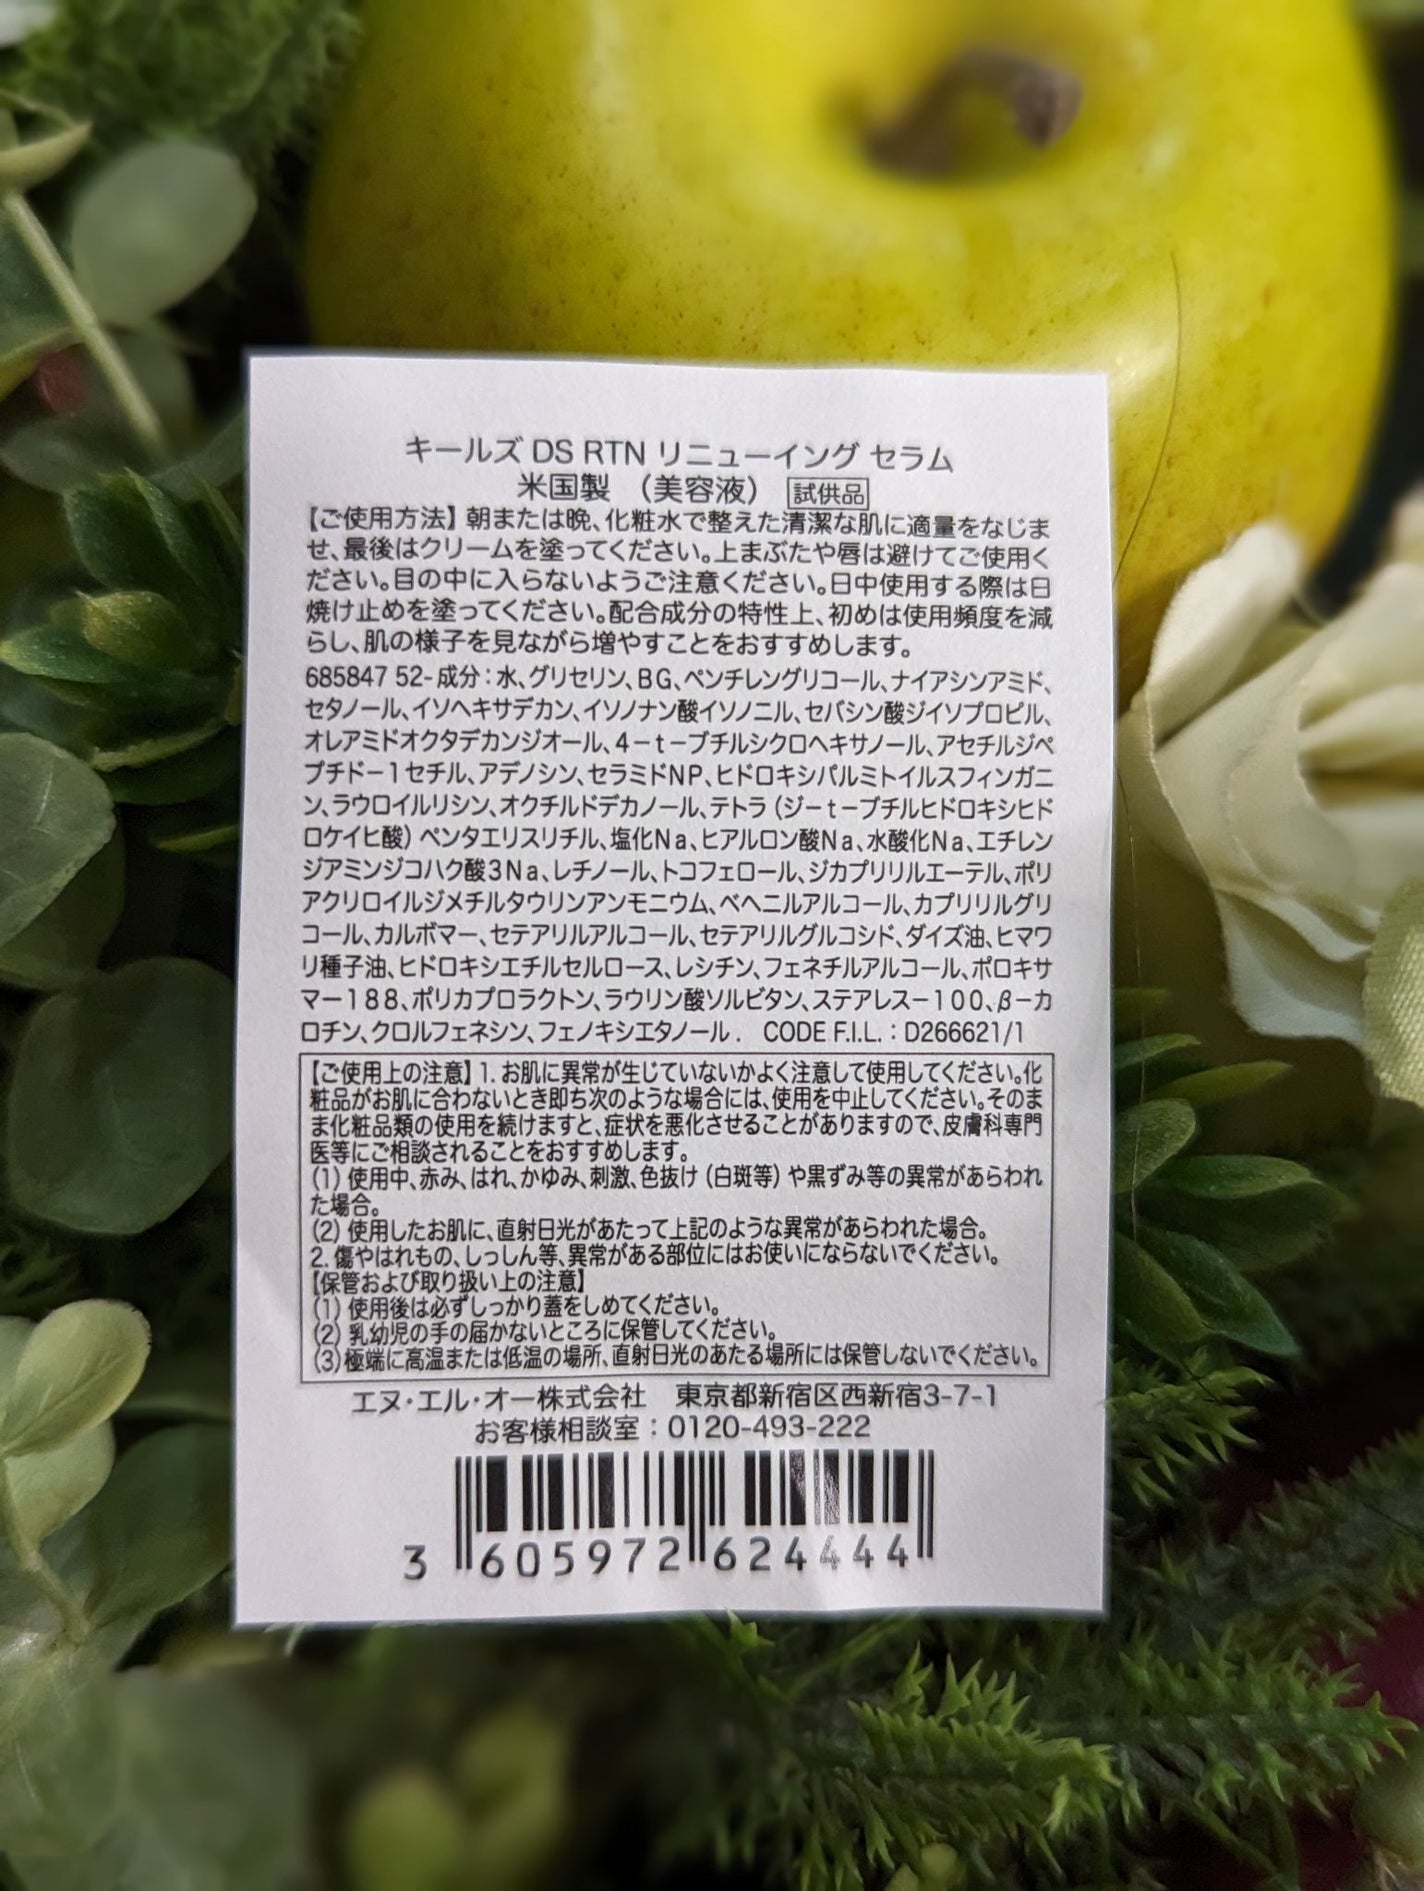 キールズ DS RTN リニューイング セラム
米国製 （美容液） 試供品
【ご使用方法】朝または晩、化粧水で整えた清潔な肌に適量をなじま
せ、最後はクリームを塗ってください。上まぶたや唇は避けてご使用く
ださい。目の中に入らないようご注意ください。日中使用する際は日
焼け止めを塗ってください。配合成分の特性上、初めは使用頻度を減
らし、肌の様子を見ながら増やすことをおすすめします。
685847 52-成分：水、グリセリン、BG、ペンチレングリコール、ナイアシンアミド、
セタノール、イソヘキサデカン、イソノナン酸イソノニル、セバシン酸ジイソプロピル、
オレアミドオクタデカンジオール、4－t－ブチルシクロヘキサノール、アセチルジペ
プチド－1セチル、アデノシン、セラミドNP、ヒドロキシパルミトイルスフィンガニ
ン、ラウロイルリシン、オクチルドデカノール、テトラ（ジーt－ブチルヒドロキシヒド
ロケイヒ酸）ペンタエリスリチル、塩化Na、ヒアルロン酸Na、水酸化Na、エチレン
ジアミンジコハク酸3Na、レチノール、トコフェロール、ジカプリリルエーテル、ポリ
アクリロイルジメチルタウリンアンモニウム、ベヘニルアルコール、カプリリルグリ
コール、カルボマー、セテアリルアルコール、セテアリルグルコシド、ダイズ油、ヒマワ
リ種子油、ヒドロキシエチルセルロース、レシチン、フェネチルアルコール、ポロキサ
マー188、ポリカプロラクトン、ラウリン酸ソルビタン、ステアレス－100、β－カ
ロチン、クロルフェネシン、フェノキシエタノール． CODE F.I.L.：D266621/1
【ご使用上の注意】1. お肌に異常が生じていないかよく注意して使用してください。化
粧品がお肌に合わないとき即ち次のような場合には、使用を中止してください。そのま
ま化粧品類の使用を続けますと、症状を悪化させることがありますので、皮膚科専門
医等にご相談されることをおすすめします。
(1) 使用中、赤み、はれ、かゆみ、刺激、色抜け（白斑等）や黒ずみ等の異常があらわれ
た場合。
(2) 使用したお肌に、直射日光があたって上記のような異常があらわれた場合。
2. 傷やはれもの、しっしん等、異常がある部位にはお使いにならないでください。
【保管および取り扱い上の注意】
(1) 使用後は必ずしっかり蓋をしめてください。
(2) 乳幼児の手の届かないところに保管してください。
(3) 極端に高温または低温の場所、直射日光のあたる場所には保管しないでください。
エヌ・エル・オー株式会社 東京都新宿区西新宿3-7-1
お客様相談室：0120-493-222
3 605972 624444